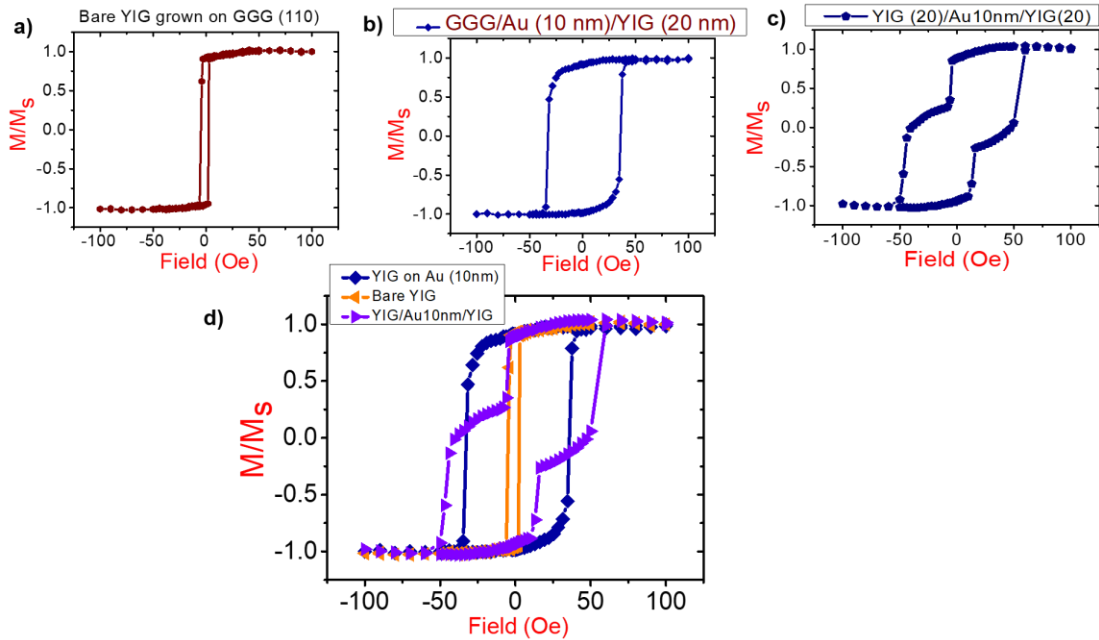 a)
Bare YIG grown on GGG (110)
1.0
0.5
0.0
-0.5
-1.0
M/Ms
-100 -50 0 50 100
Field (Oe)
b)
GGG/Au (10 nm)/YIG (20 nm)
1.0
0.5
0.0
-0.5
-1.0
M/Ms
-100 -50 0 50 100
Field (Oe)
c)
YIG (20)/Au10nm/YIG(20)
1.0
0.5
0.0
-0.5
-1.0
M/Ms
-100 -50 0 50 100
Field (Oe)
d)
YIG on Au (10nm)
Bare YIG
YIG/Au10nm/YIG
1.0
0.5
0.0
-0.5
-1.0
M/Ms
-100 -50 0 50 100
Field (Oe)